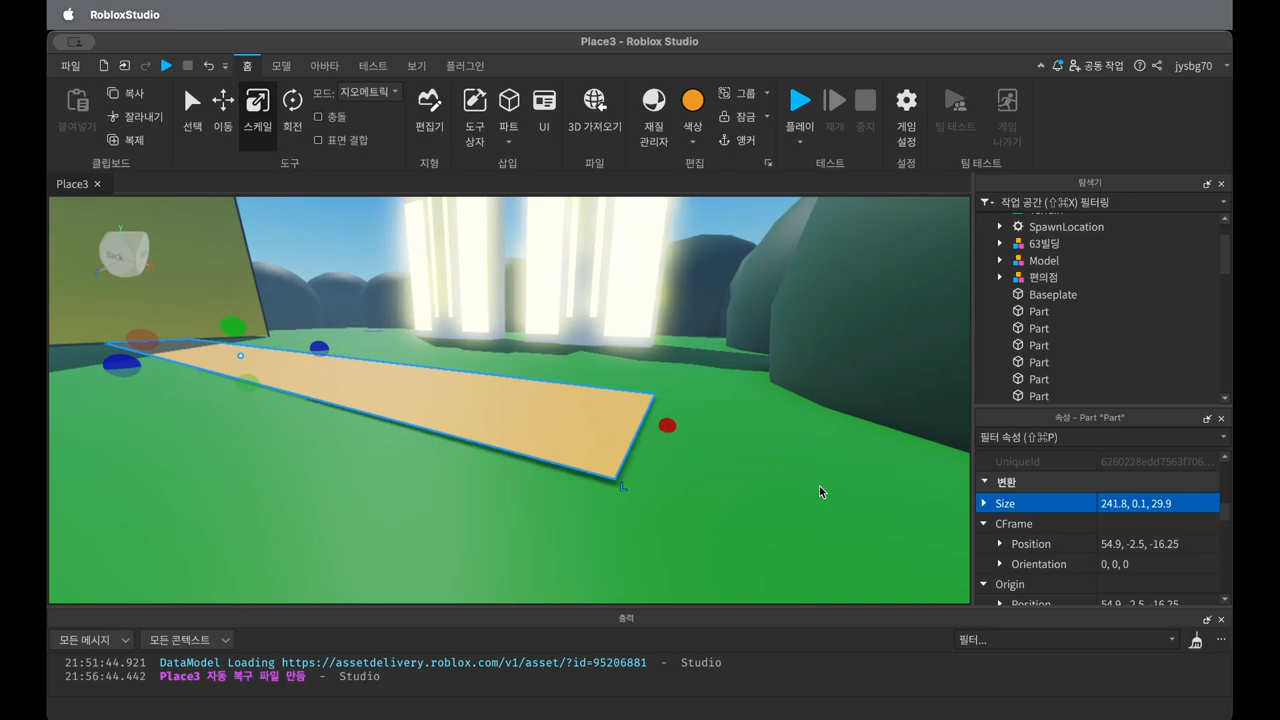 RobloxStudio
Place3 - Roblox Studio
파일
홈
모델
아바타
테스트
보기
플러그인
공동 작업
jysbg70
붙여넣기
복사
잘라내기
복제
클립보드
선택
이동
스케일
회전
모드:
지오메트릭
충돌
표면 결합
도구
편집기
지형
도구
상자
파트
UI
삽입
3D 가져오기
파일
재질
관리자
색상
그룹
잠금
앵커
편집
플레이
재개
중지
테스트
게임
설정
설정
팀 테스트
게임
나가기
팀 테스트
Place3
탐색기
작업 공간 (⇧⌘X) 필터링
Terrain
SpawnLocation
63빌딩
Model
편의점
Baseplate
Part
Part
Part
Part
Part
Part
Back
Y
속성 - Part "Part"
필터 속성 (⇧⌘P)
UniqueId 6260228edd7563f706...
변환
Size 241.8, 0.1, 29.9
CFrame
Position 54.9, -2.5, -16.25
Orientation 0, 0, 0
Origin
Position 54.9, -2.5, -16.25
L
출력
모든 메시지
모든 콘텍스트
필터...
21:51:44.921 DataModel Loading https://assetdelivery.roblox.com/v1/asset/?id=95206881 - Studio
21:56:44.442 Place3 자동 복구 파일 만듦 - Studio